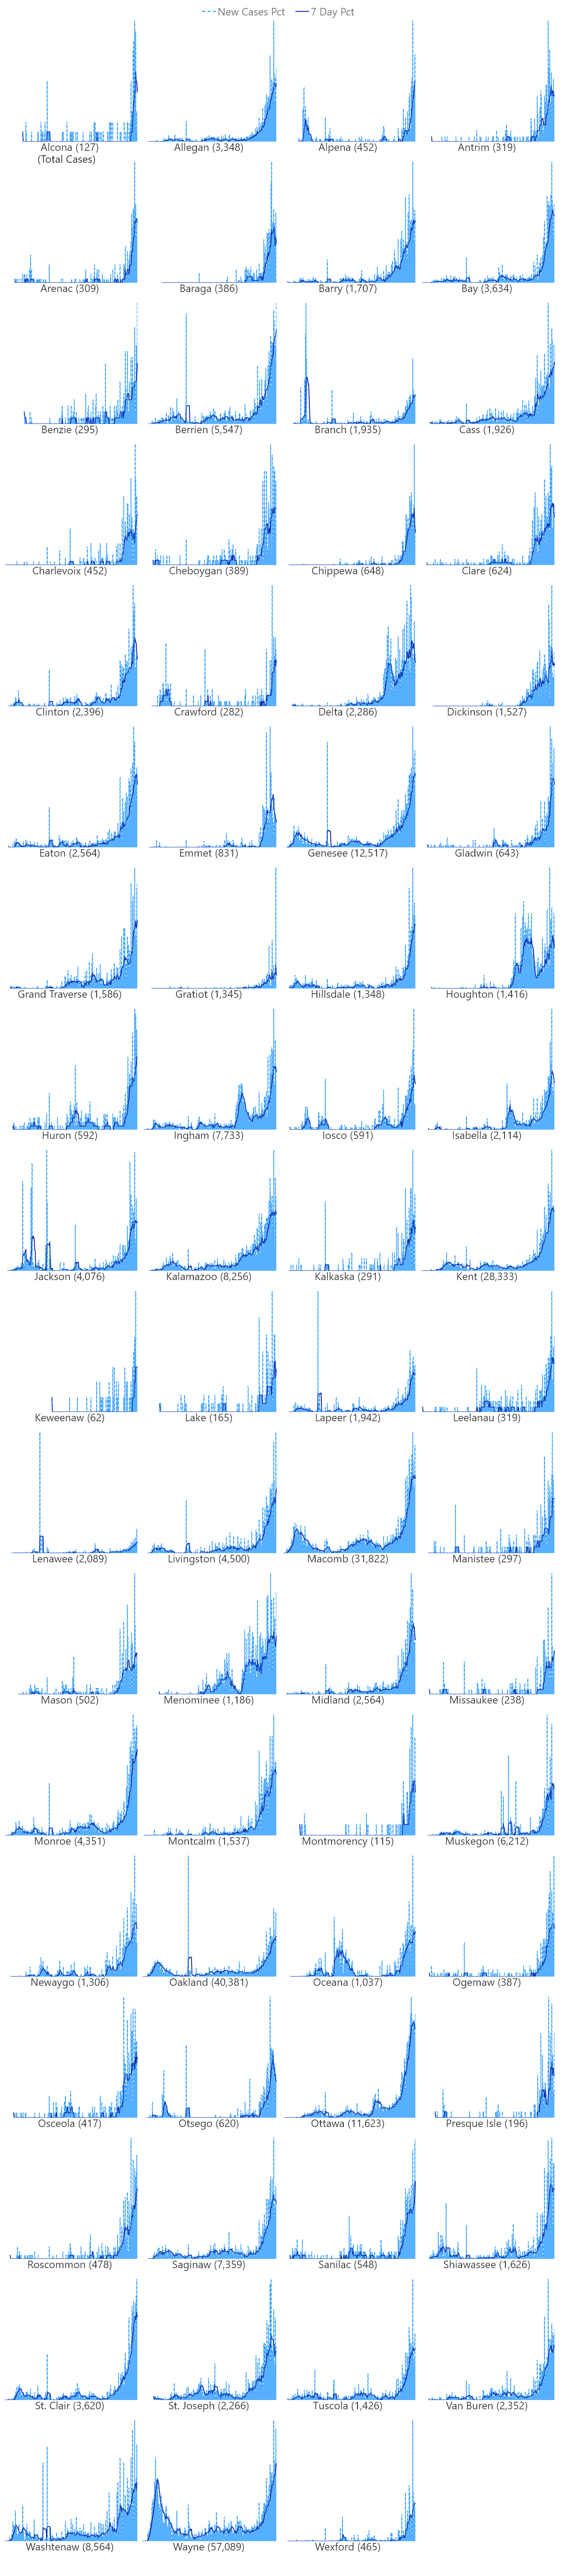 New Cases Pct 7 Day Pct
Alcona (127) Allegan (3,348) Alpena (452) Antrim (319)
(Total Cases)
Arenac (309) Baraga (386) Barry (1,707) Bay (3,634)
Benzie (295) Berrien (5,547) Branch (1,935) Cass (1,926)
Charlevoix (452) Cheboygan (389) Chippewa (648) Clare (624)
Clinton (2,396) Crawford (282) Delta (2,286) Dickinson (1,527)
Eaton (2,564) Emmet (831) Genesee (12,517) Gladwin (643)
Grand Traverse (1,586) Gratiot (1,345) Hillsdale (1,348) Houghton (1,416)
Huron (592) Ingham (7,733) Iosco (591) Isabella (2,114)
Jackson (4,076) Kalamazoo (8,256) Kalkaska (291) Kent (28,333)
Keweenaw (62) Lake (165) Lapeer (1,942) Leelanau (319)
Lenawee (2,089) Livingston (4,500) Macomb (31,822) Manistee (297)
Mason (502) Menominee (1,186) Midland (2,564) Missaukee (238)
Monroe (4,351) Montcalm (1,537) Montmorency (115) Muskegon (6,212)
Newaygo (1,306) Oakland (40,381) Oceana (1,037) Ogemaw (387)
Osceola (417) Otsego (620) Ottawa (11,623) Presque Isle (196)
Roscommon (478) Saginaw (7,359) Sanilac (548) Shiawassee (1,626)
St. Clair (3,620) St. Joseph (2,266) Tuscola (1,426) Van Buren (2,352)
Washtenaw (8,564) Wayne (57,089) Wexford (465)